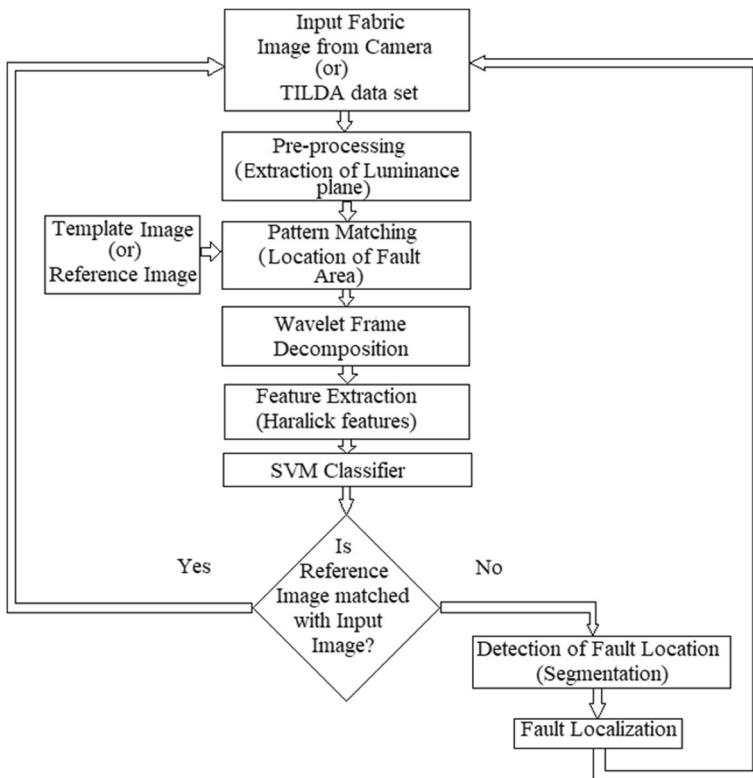 Input Fabric
Image from Camera
(or)
TILDA data set
Pre-processing
(Extraction of Luminance
plane)
Template Image
(or)
Reference Image
Pattern Matching
(Location of Fault
Area)
Wavelet Frame
Decomposition
Feature Extraction
(Haralick features)
SVM Classifier
Is
Reference
Image matched
with Input
Image?
Yes
No
Detection of Fault Location
(Segmentation)
Fault Localization